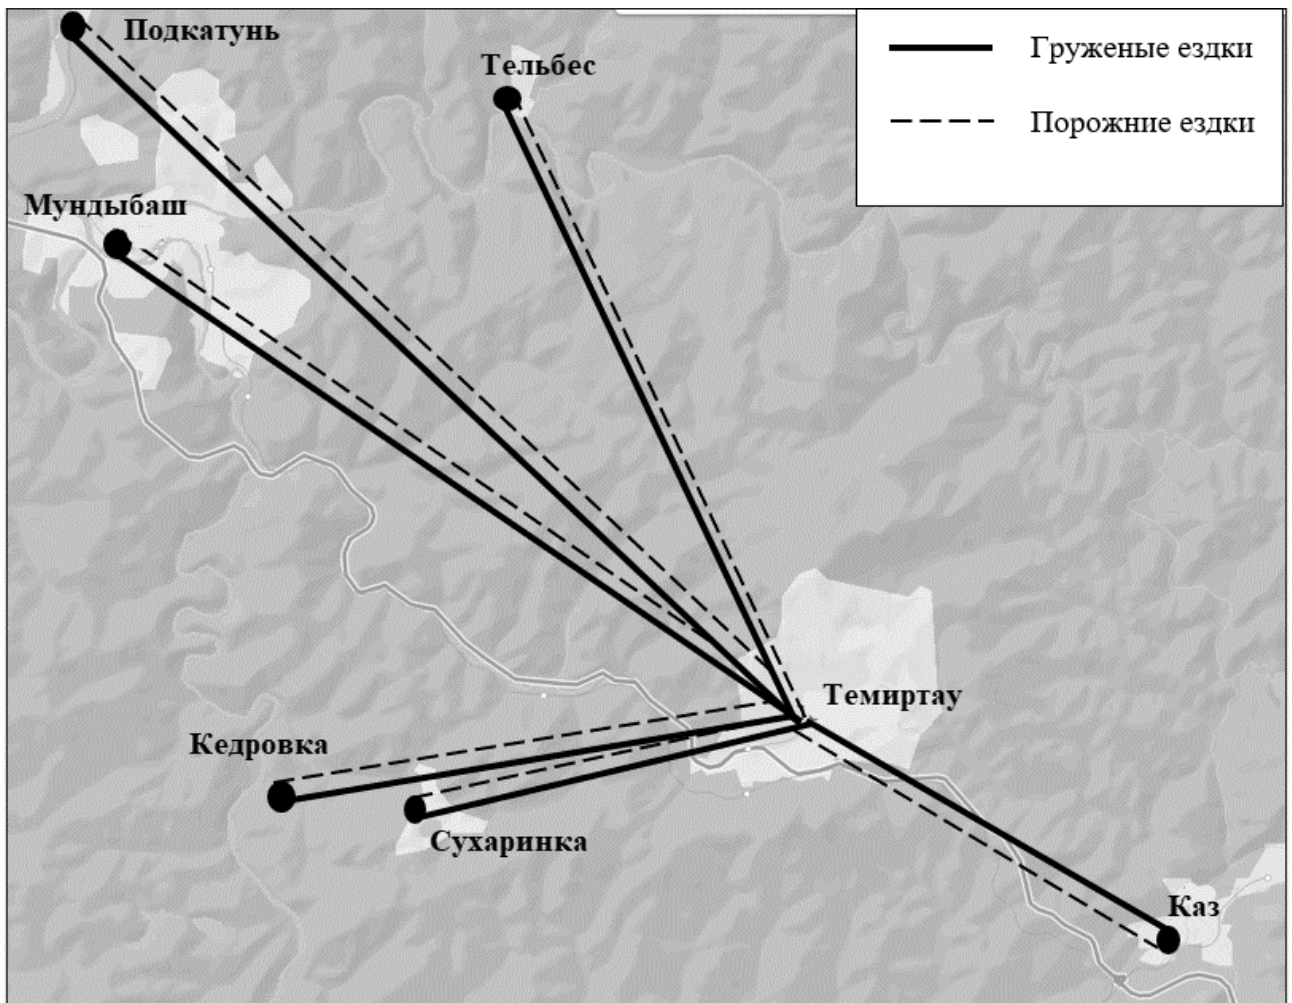 Подкатунь
Тельбес
Груженые ездки
Порожние ездки
Мундыбаш
Темиртау
Кедровка
Сухаринка
Каз